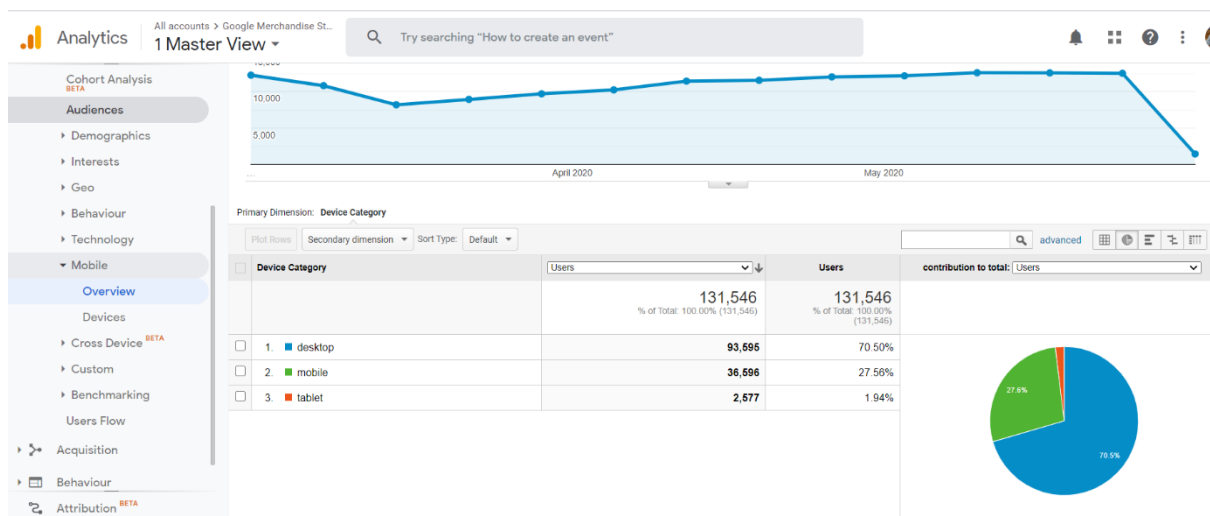 Analytics
All accounts > Google Merchandise St...
1 Master View
Try searching "How to create an event"
Cohort Analysis
BETA
Audiences
Demographics
Interests
Geo
Behaviour
Technology
Mobile
Overview
Devices
Cross Device BETA
Custom
Benchmarking
Users Flow
Acquisition
Behaviour
Attribution BETA
10,000
5,000
...
April 2020
May 2020
Primary Dimension: Device Category
Plot Rows Secondary dimension Sort Type: Default advanced
Device Category Users Users contribution to total: Users
131,546 131,546
% of Total: 100.00% (131,546) % of Total: 100.00%
(131,546)
1. desktop 93,595 70.50%
2. mobile 36,596 27.56%
3. tablet 2,577 1.94%
27.6%
70.5%